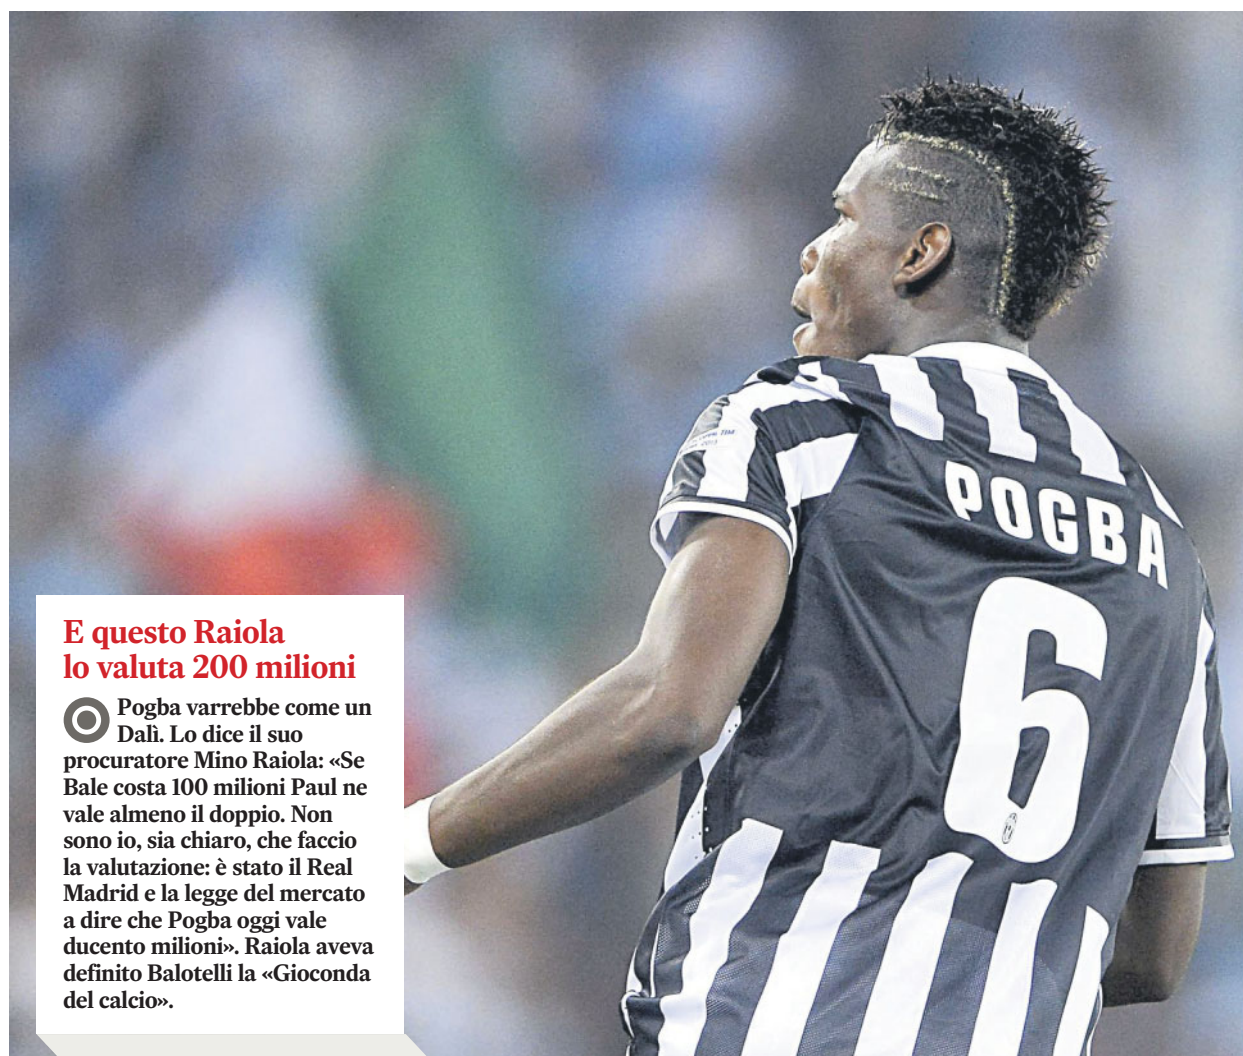 E questo Raiola
lo valuta 200 milioni
Pogba varrebbe come un
Dalì. Lo dice il suo
procuratore Mino Raiola: «Se
Bale costa 100 milioni Paul ne
vale almeno il doppio. Non
sono io, sia chiaro, che faccio
la valutazione: è stato il Real
Madrid e la legge del mercato
a dire che Pogba oggi vale
ducento milioni». Raiola aveva
definito Balotelli la «Gioconda
del calcio».
TIM
2013
POGBA
6